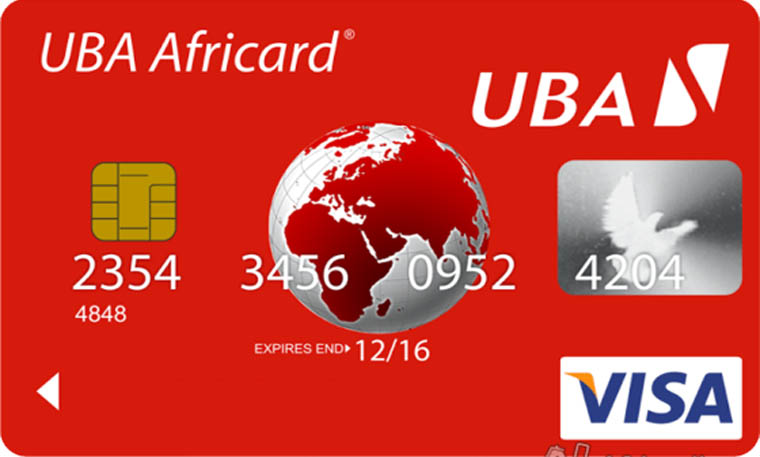 UBA Africard®
UBA
2354 3456 0952 4204
4848
EXPIRES END 12/16
VISA